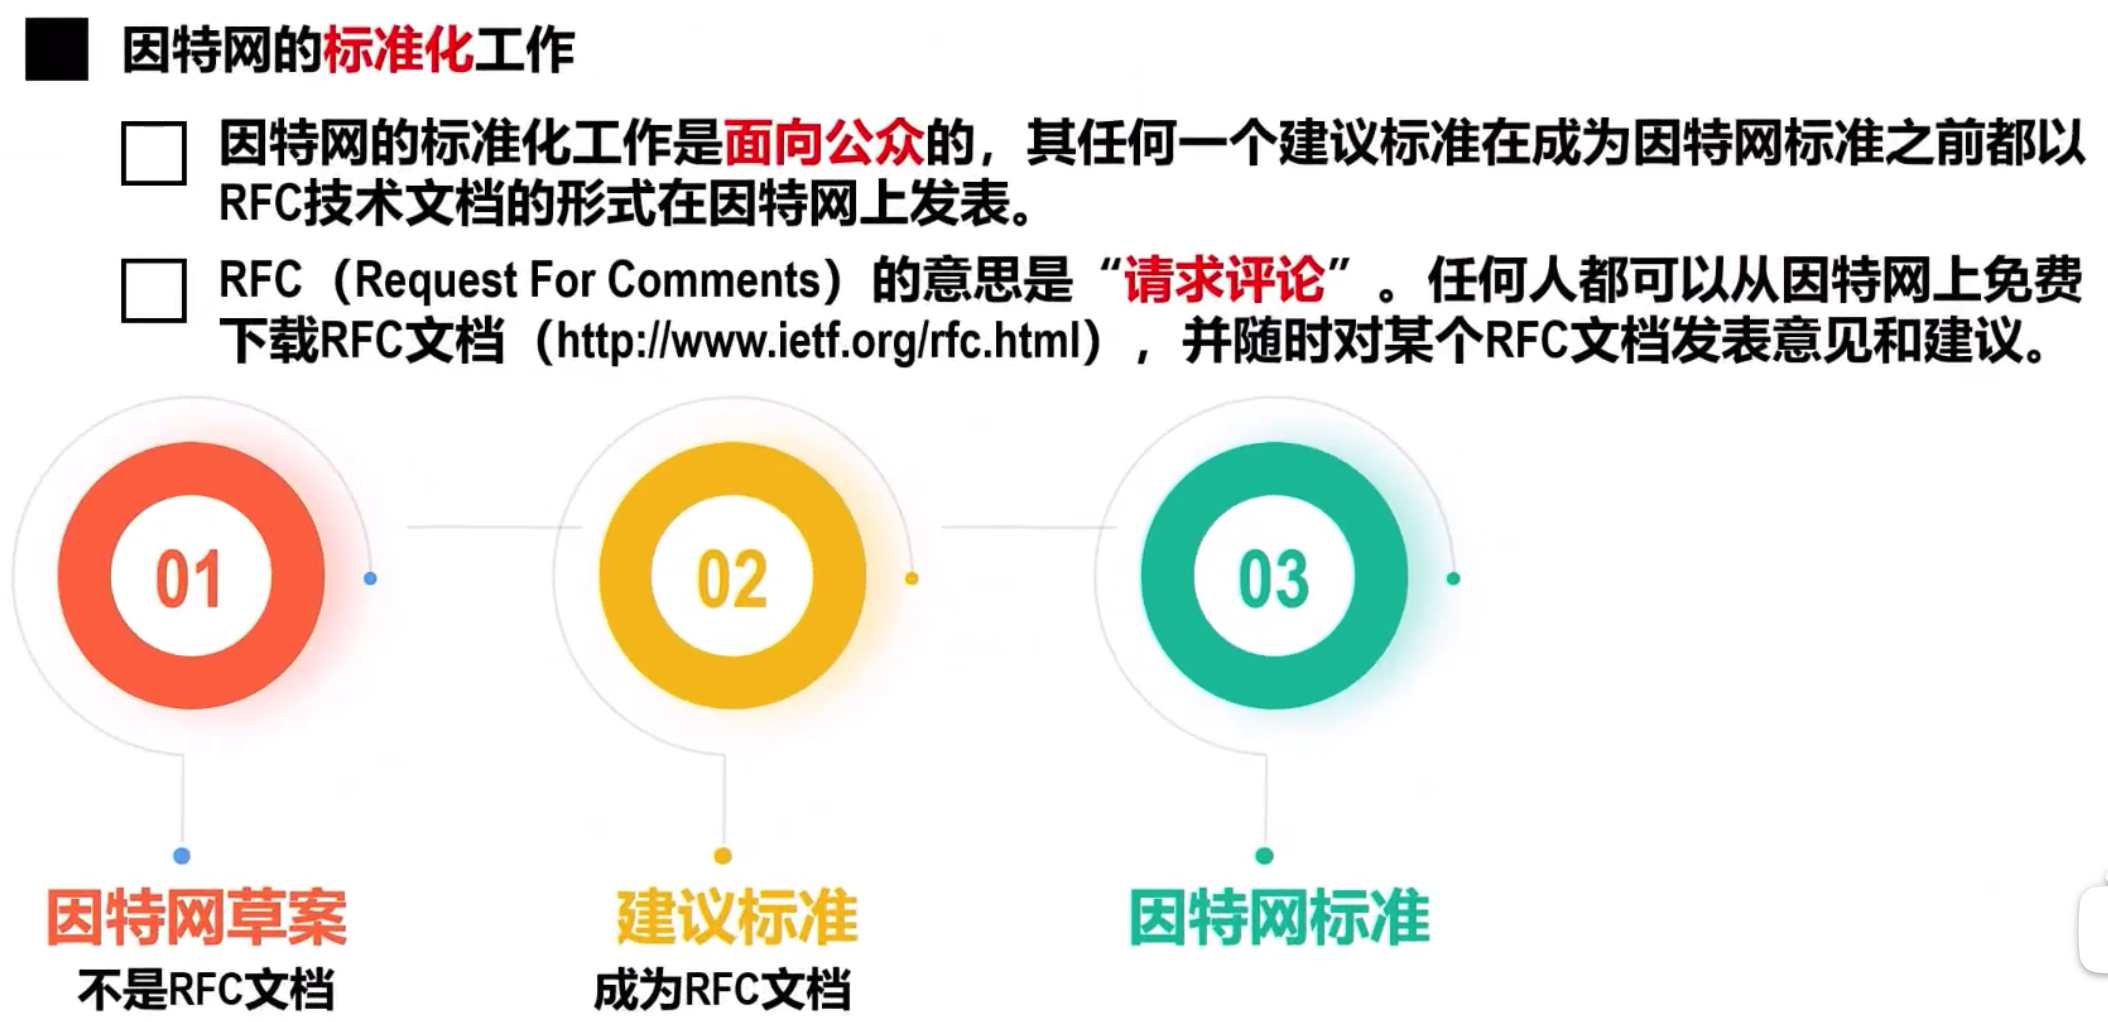 因特网的标准化工作
因特网的标准化工作是面向公众的，其任何一个建议标准在成为因特网标准之前都以
RFC技术文档的形式在因特网上发表。
RFC（Request For Comments）的意思是“请求评论”。任何人都可以从因特网上免费
下载RFC文档（http://www.ietf.org/rfc.html），并随时对某个RFC文档发表意见和建议。
01
02
03
因特网草案
建议标准
因特网标准
不是RFC文档
成为RFC文档